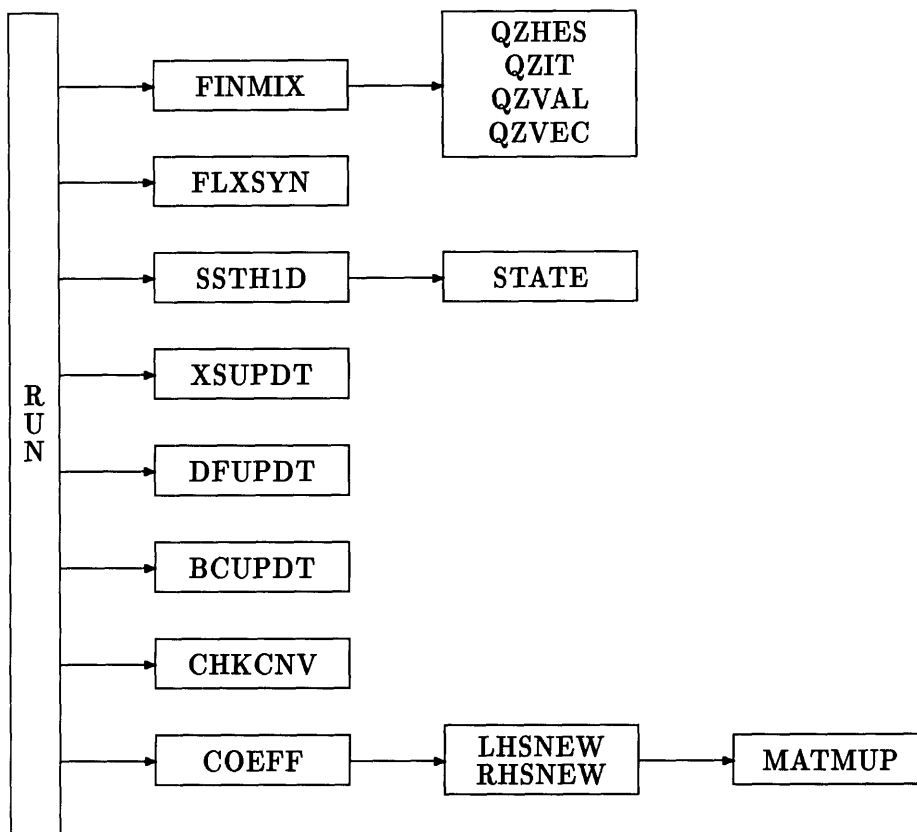 R
U
N
FINMIX
QZHES
QZIT
QZVAL
QZVEC
FLXSYN
SSTH1D
STATE
XSUPDT
DFUPDT
BCUPDT
CHKCNV
COEFF
LHSNEW
RHSNEW
MATMUP